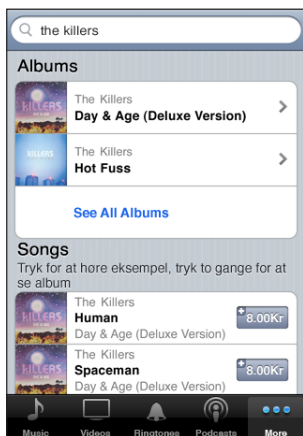 the killers
Albums
The Killers
Day & Age (Deluxe Version)
The Killers
Hot Fuss
See All Albums
Songs
Tryk for at høre eksempel, tryk to gange for at
se album
The Killers
Human
8.00Kr
Day & Age (Deluxe Version)
The Killers
Spaceman
8.00Kr
Day & Age (Deluxe Version)
Music
Videos
Ringtones
Podcasts
More